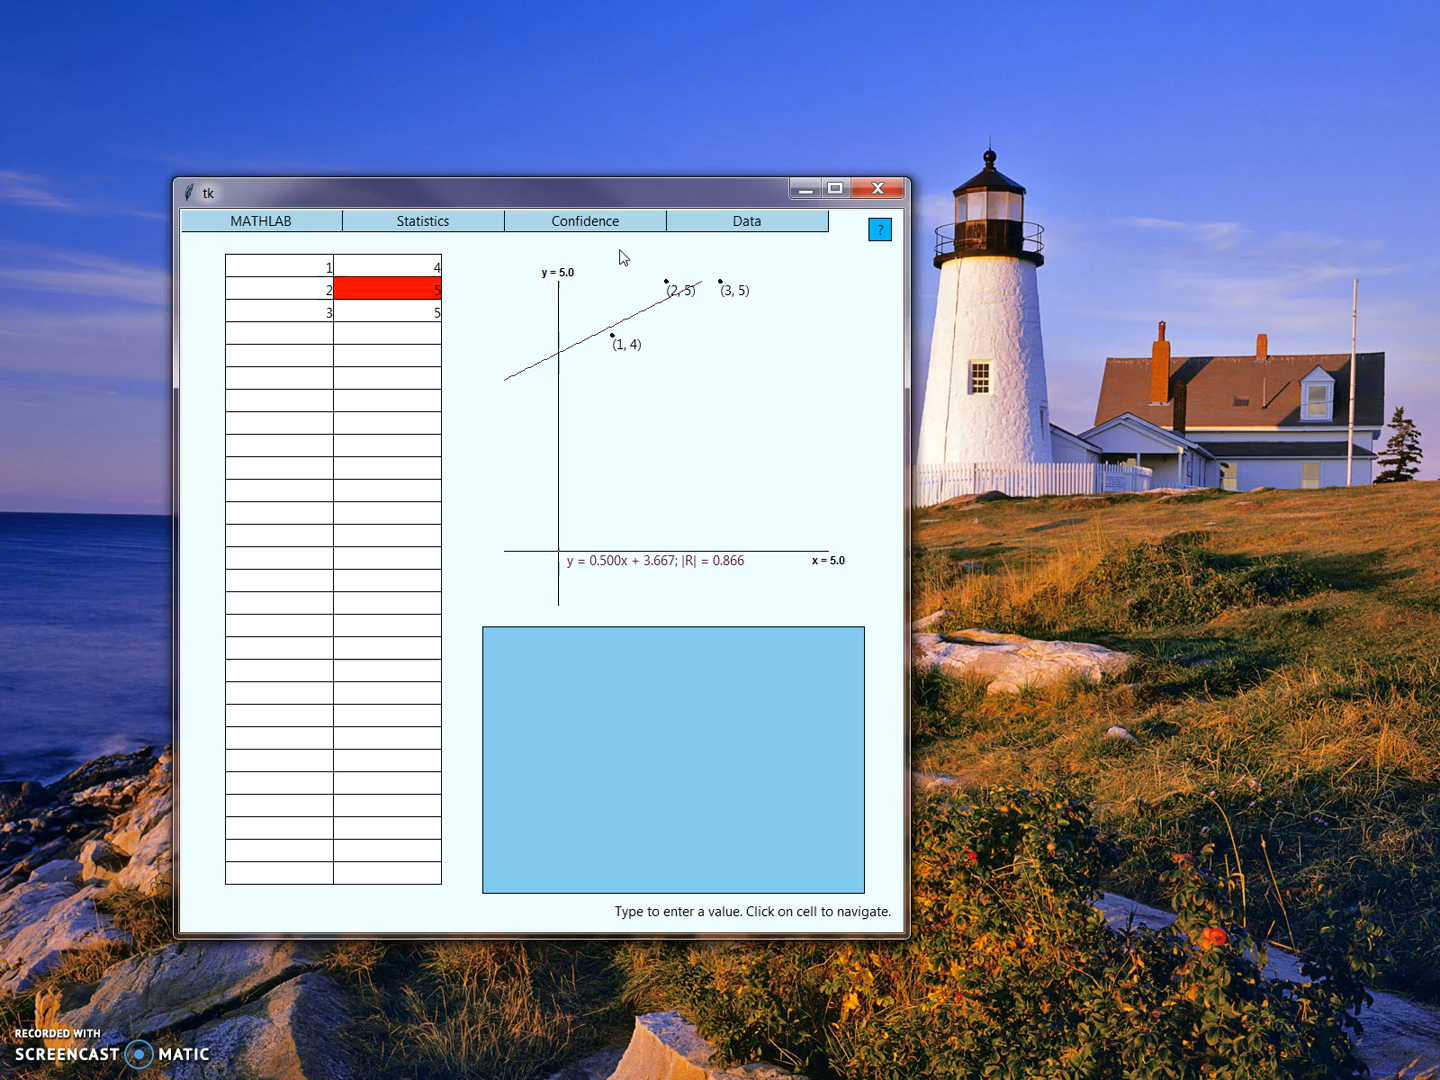 tk
MATHLAB Statistics Confidence Data ?
1 4
2 5
3 5
y = 5.0
(2, 5) (3, 5)
(1, 4)
y = 0.500x + 3.667; |R| = 0.866
x = 5.0
Type to enter a value. Click on cell to navigate.
RECORDED WITH
SCREENCAST MATIC